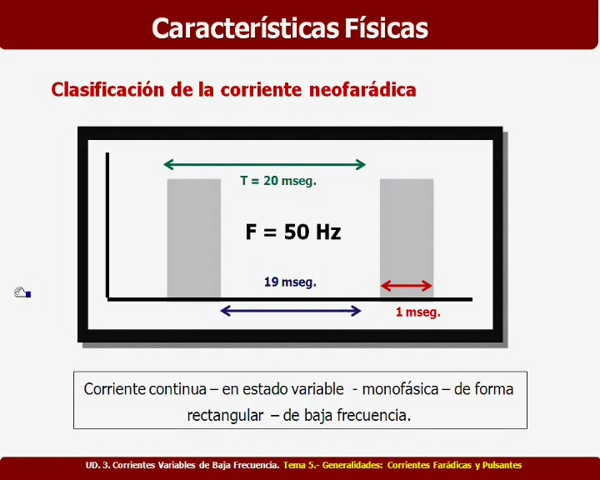 Características Físicas
Clasificación de la corriente neofarádica
T = 20 mseg.
F = 50 Hz
19 mseg.
1 mseg.
Corriente continua – en estado variable - monofásica – de forma
rectangular – de baja frecuencia.
UD. 3. Corrientes Variables de Baja Frecuencia. Tema 5.- Generalidades: Corrientes Farádicas y Pulsantes